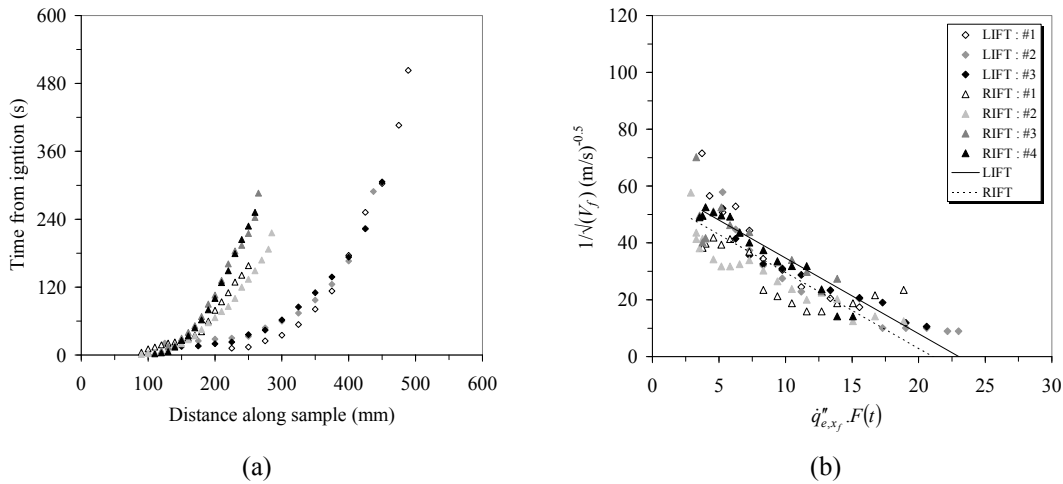 600
480
360
240
120
0
Time from igntion (s)
0 100 200 300 400 500 600
Distance along sample (mm)
(a)
120
100
80
60
40
20
0
1/√(V_f) (m/s)^-0.5
LIFT : #1
LIFT : #2
LIFT : #3
RIFT : #1
RIFT : #2
RIFT : #3
RIFT : #4
LIFT
RIFT
0 5 10 15 20 25 30
q̇″_{e,x_f} .F(t)
(b)